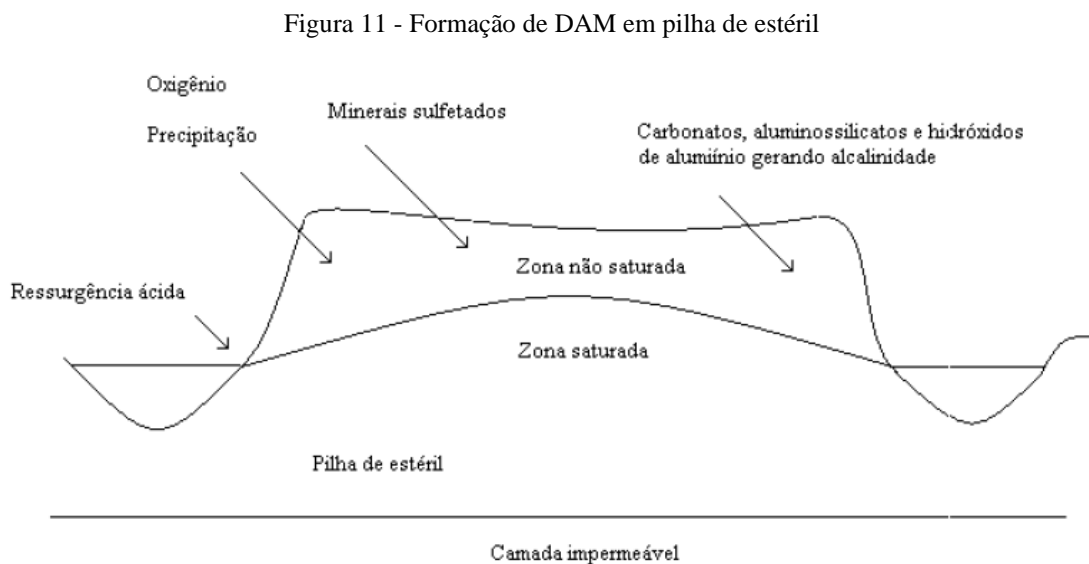 Figura 11 - Formação de DAM em pilha de estéril
Oxigênio
Precipitação
Minerais sulfetados
Carbonatos, aluminossilicatos e hidróxidos
de alumiínio gerando alcalinidade
Ressurgência ácida
Zona não saturada
Zona saturada
Pilha de estéril
Camada impermeável